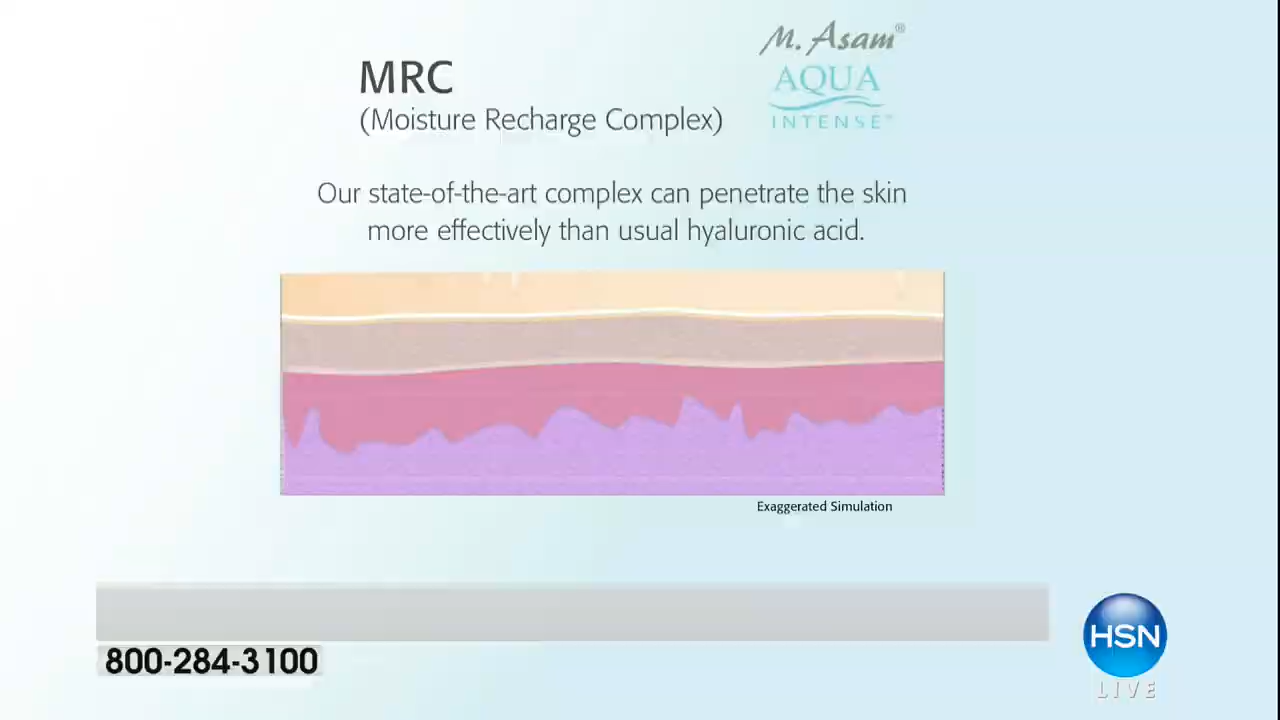 M. Asam®
MRC
AQUA
(Moisture Recharge Complex)
INTENSE
Our state-of-the-art complex can penetrate the skin
more effectively than usual hyaluronic acid.
Exaggerated Simulation
HSN
800-284-3100
LIVE